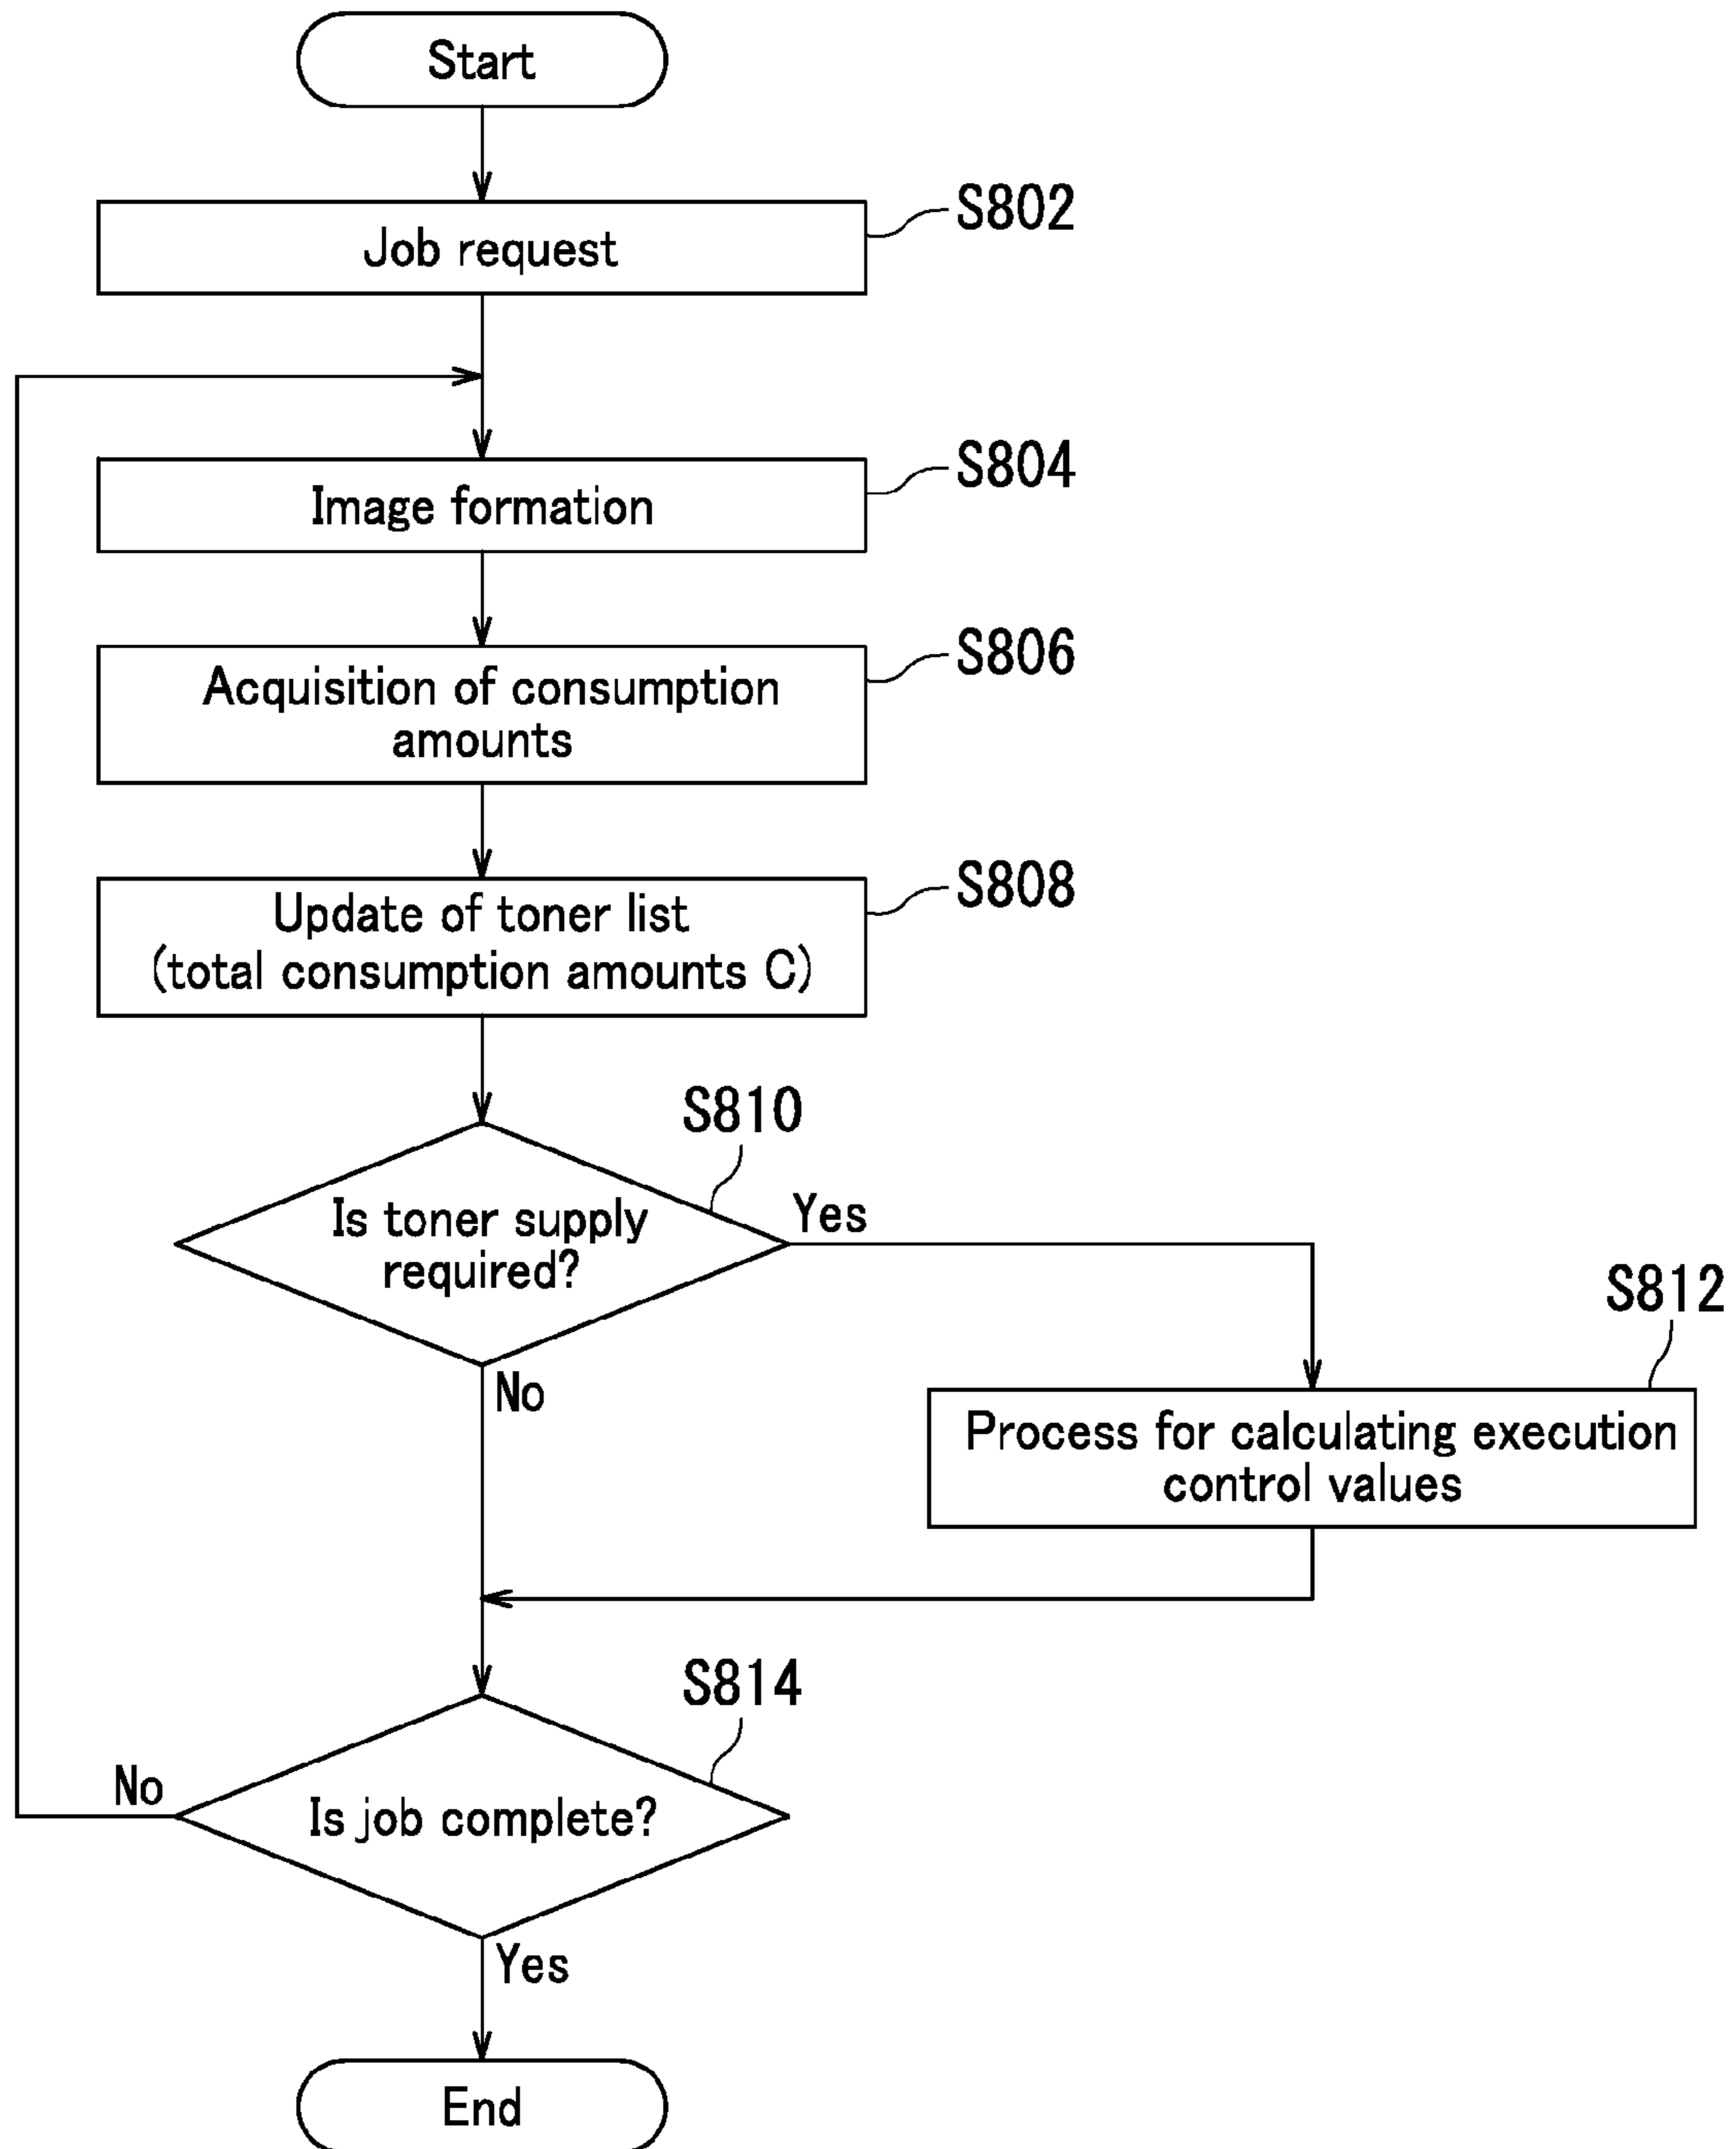 Start
S802
Job request
S804
Image formation
S806
Acquisition of consumption
amounts
S808
Update of toner list
(total consumption amounts C)
S810
Is toner supply
required?
Yes
No
S812
Process for calculating execution
control values
S814
Is job complete?
No
Yes
End